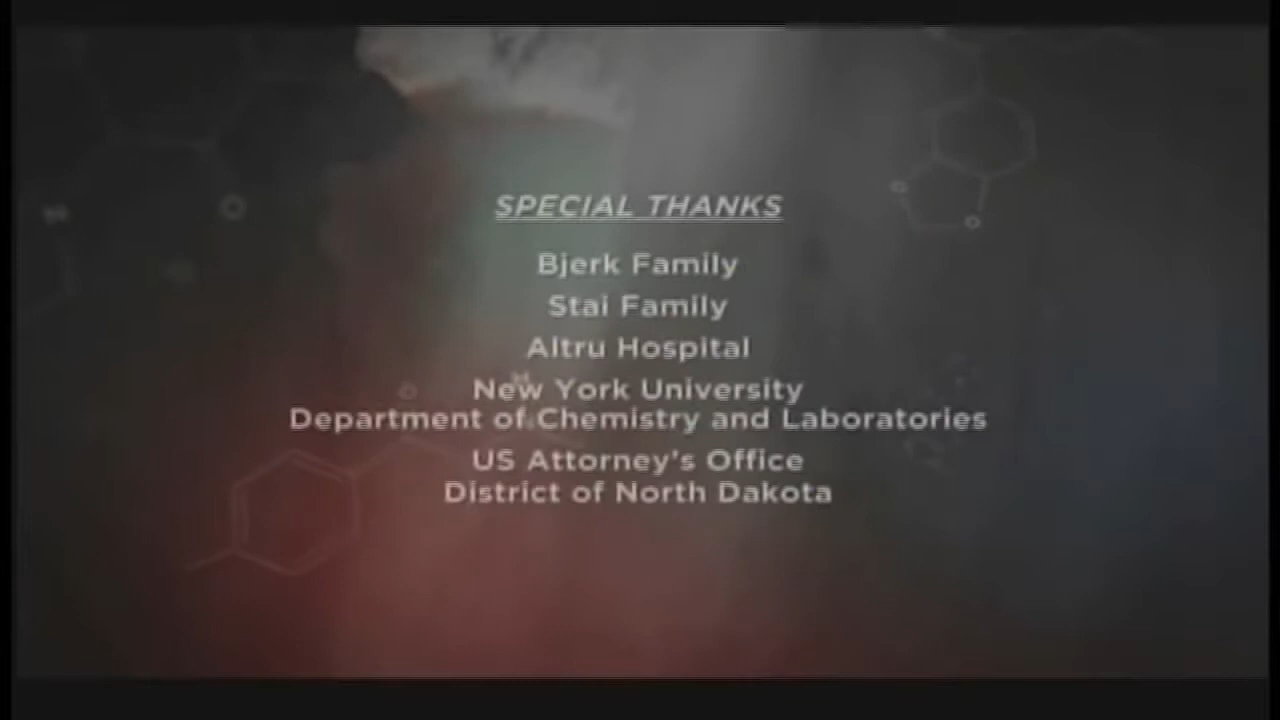 SPECIAL THANKS
Bjerk Family
Stai Family
Altru Hospital
New York University
Department of Chemistry and Laboratories
US Attorney's Office
District of North Dakota